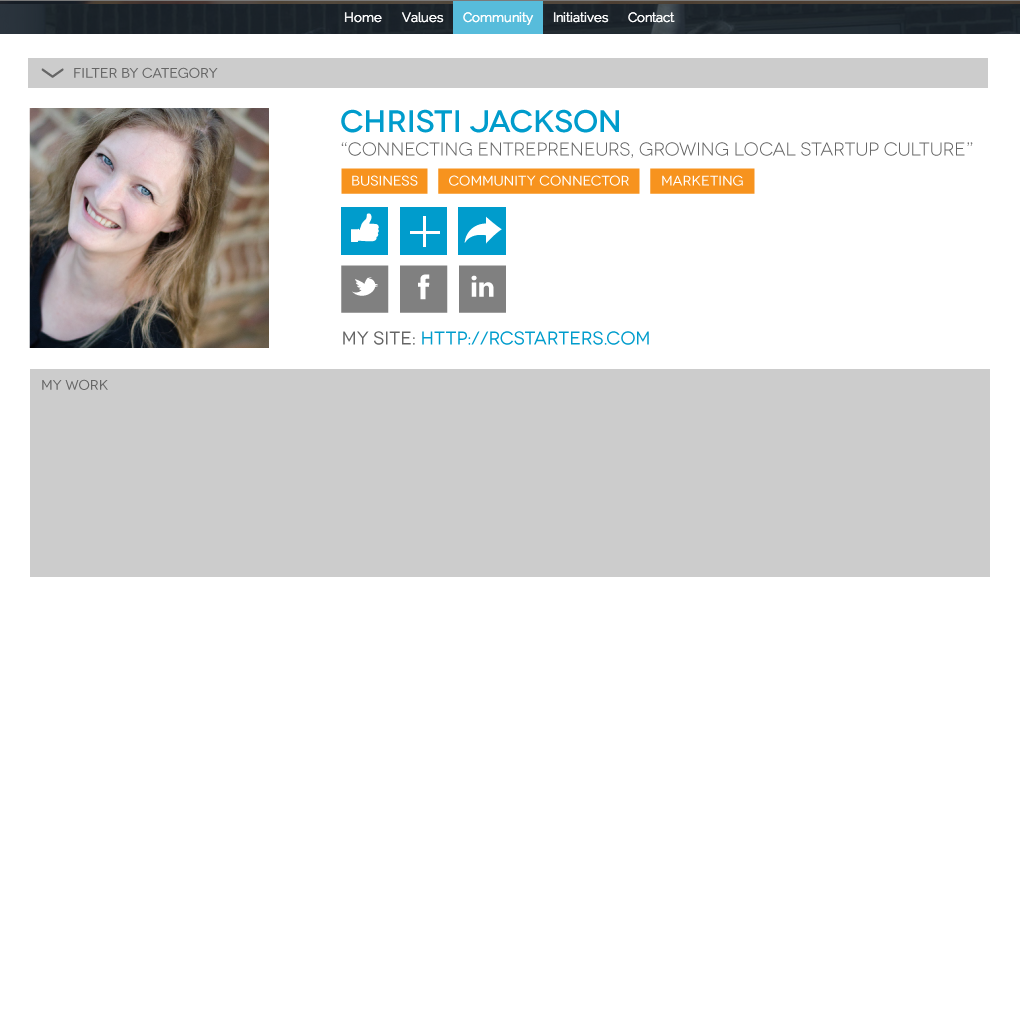 Home Values Community Initiatives Contact
FILTER BY CATEGORY
CHRISTI JACKSON
“CONNECTING ENTREPRENEURS, GROWING LOCAL STARTUP CULTURE”
BUSINESS COMMUNITY CONNECTOR MARKETING
f in
MY SITE: HTTP://RCSTARTERS.COM
MY WORK